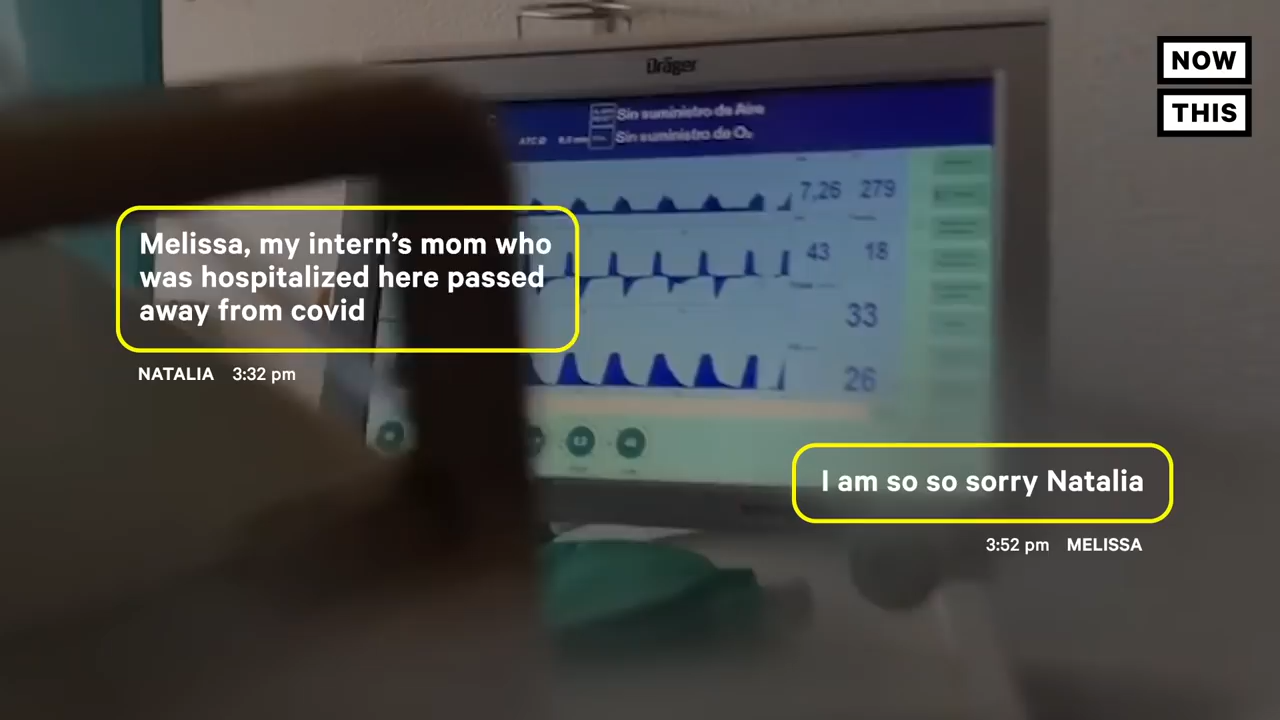 NOW
THIS
Dräger
Sin suministro de Aire
Sin suministro de O₂
ATC
7,26 279
43 18
33
26
Melissa, my intern’s mom who
was hospitalized here passed
away from covid
NATALIA 3:32 pm
I am so so sorry Natalia
3:52 pm MELISSA